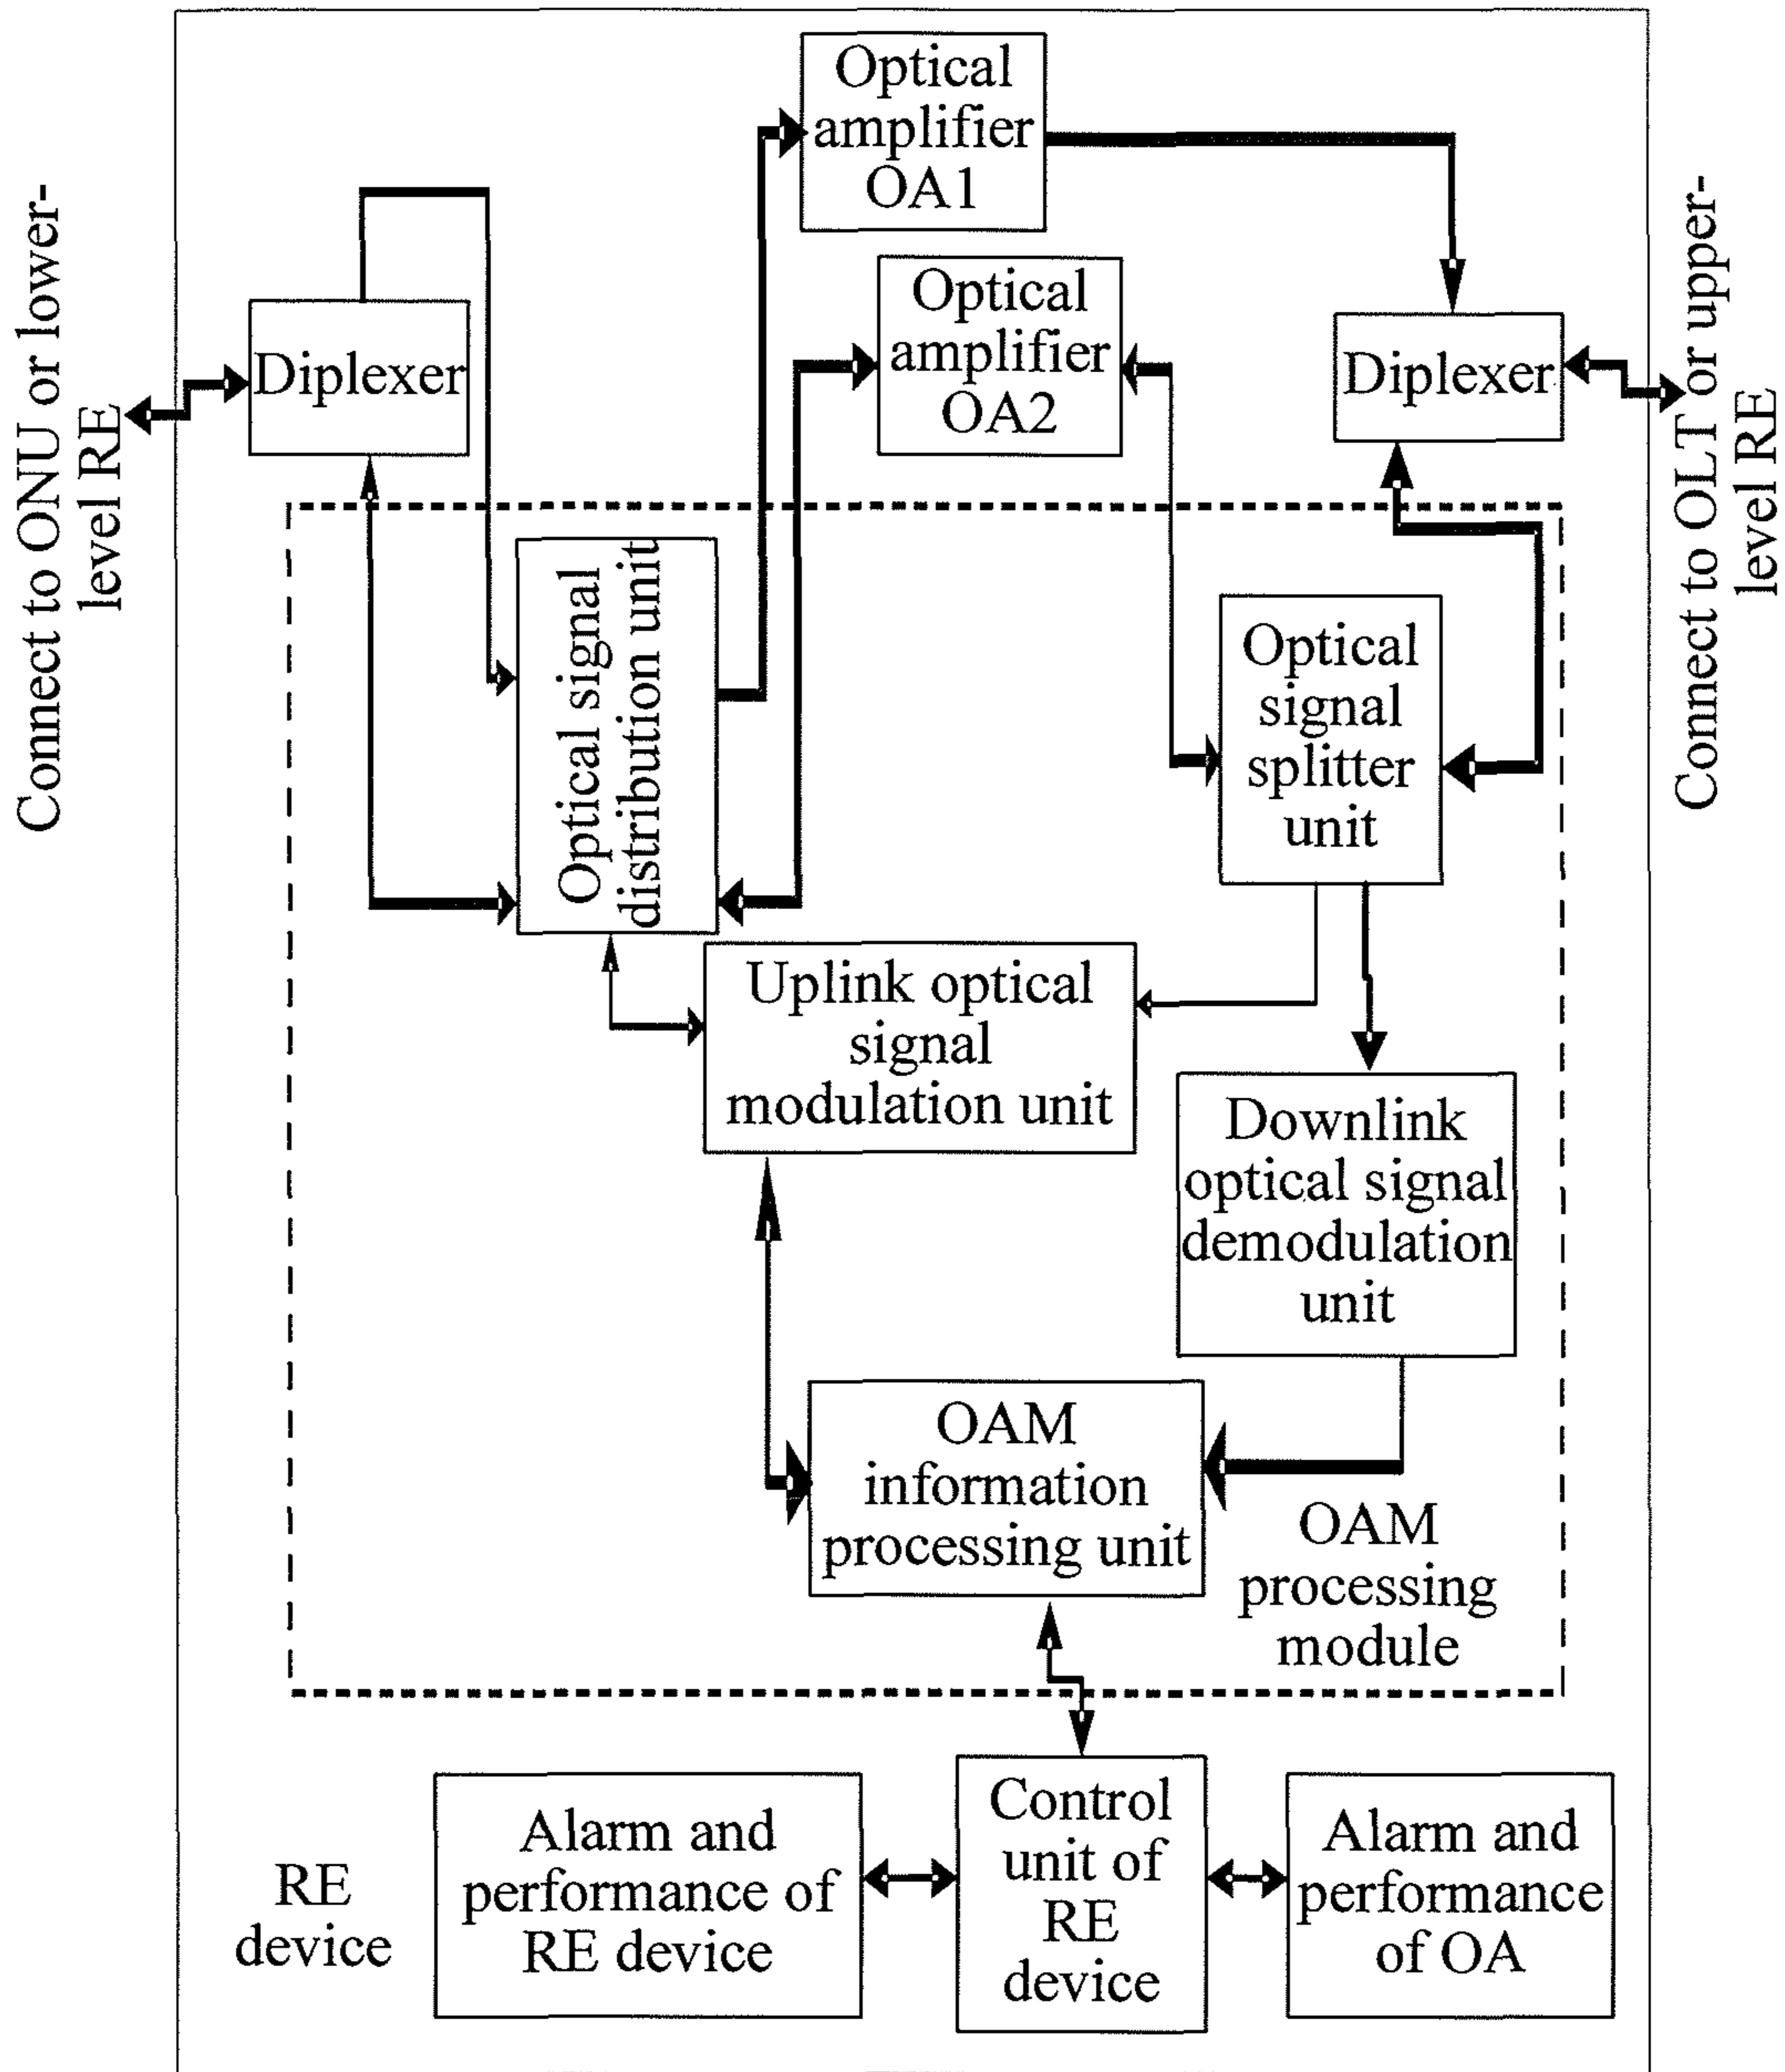 Optical
amplifier
OA1
Optical
amplifier
OA2
Connect to ONU or lower-
level RE
Diplexer
Diplexer
Connect to OLT or upper-
level RE
Optical signal
distribution unit
Optical
signal
splitter
unit
Uplink optical
signal
modulation unit
Downlink
optical signal
demodulation
unit
OAM
information
processing unit
OAM
processing
module
RE
device
Alarm and
performance of
RE device
Control
unit of
RE
device
Alarm and
performance
of OA